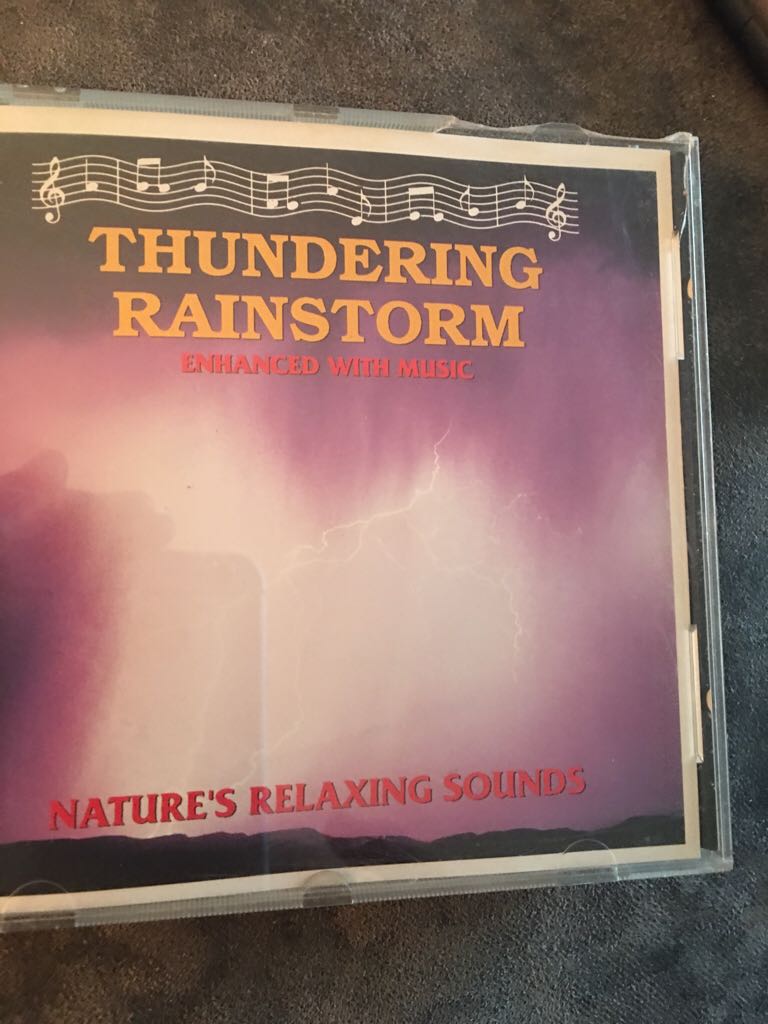 THUNDERING
RAINSTORM
ENHANCED WITH MUSIC
NATURE'S RELAXING SOUNDS